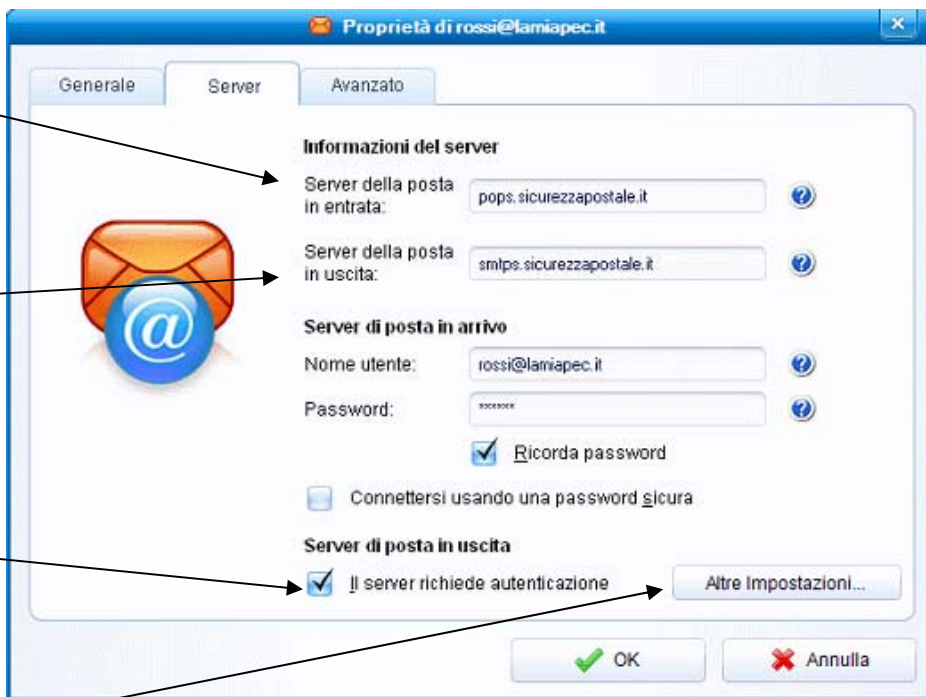 Proprietà di rossi@lamiapec.it
Generale
Server
Avanzato
Informazioni del server
Server della posta
in entrata:
pops.sicurezzapostale.it
Server della posta
in uscita:
smtps.sicurezzapostale.it
Server di posta in arrivo
Nome utente:
rossi@lamiapec.it
Password:
*******
Ricorda password
Connettersi usando una password sicura
Server di posta in uscita
Il server richiede autenticazione
Altre Impostazioni...
OK
Annulla